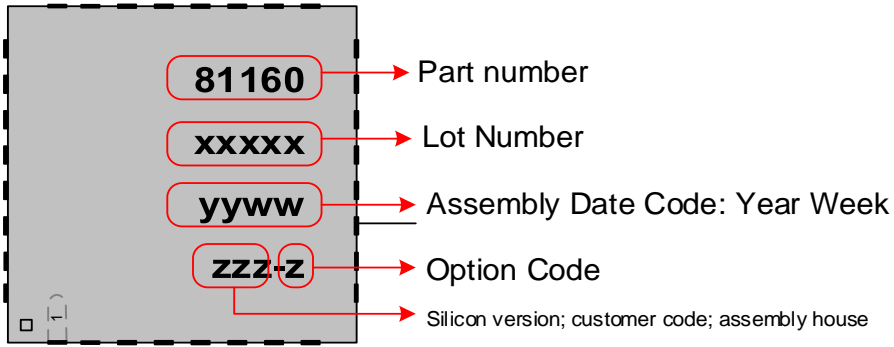 81160 Part number
xxxxx Lot Number
yyww Assembly Date Code: Year Week
zzz-z Option Code
Silicon version; customer code; assembly house
1